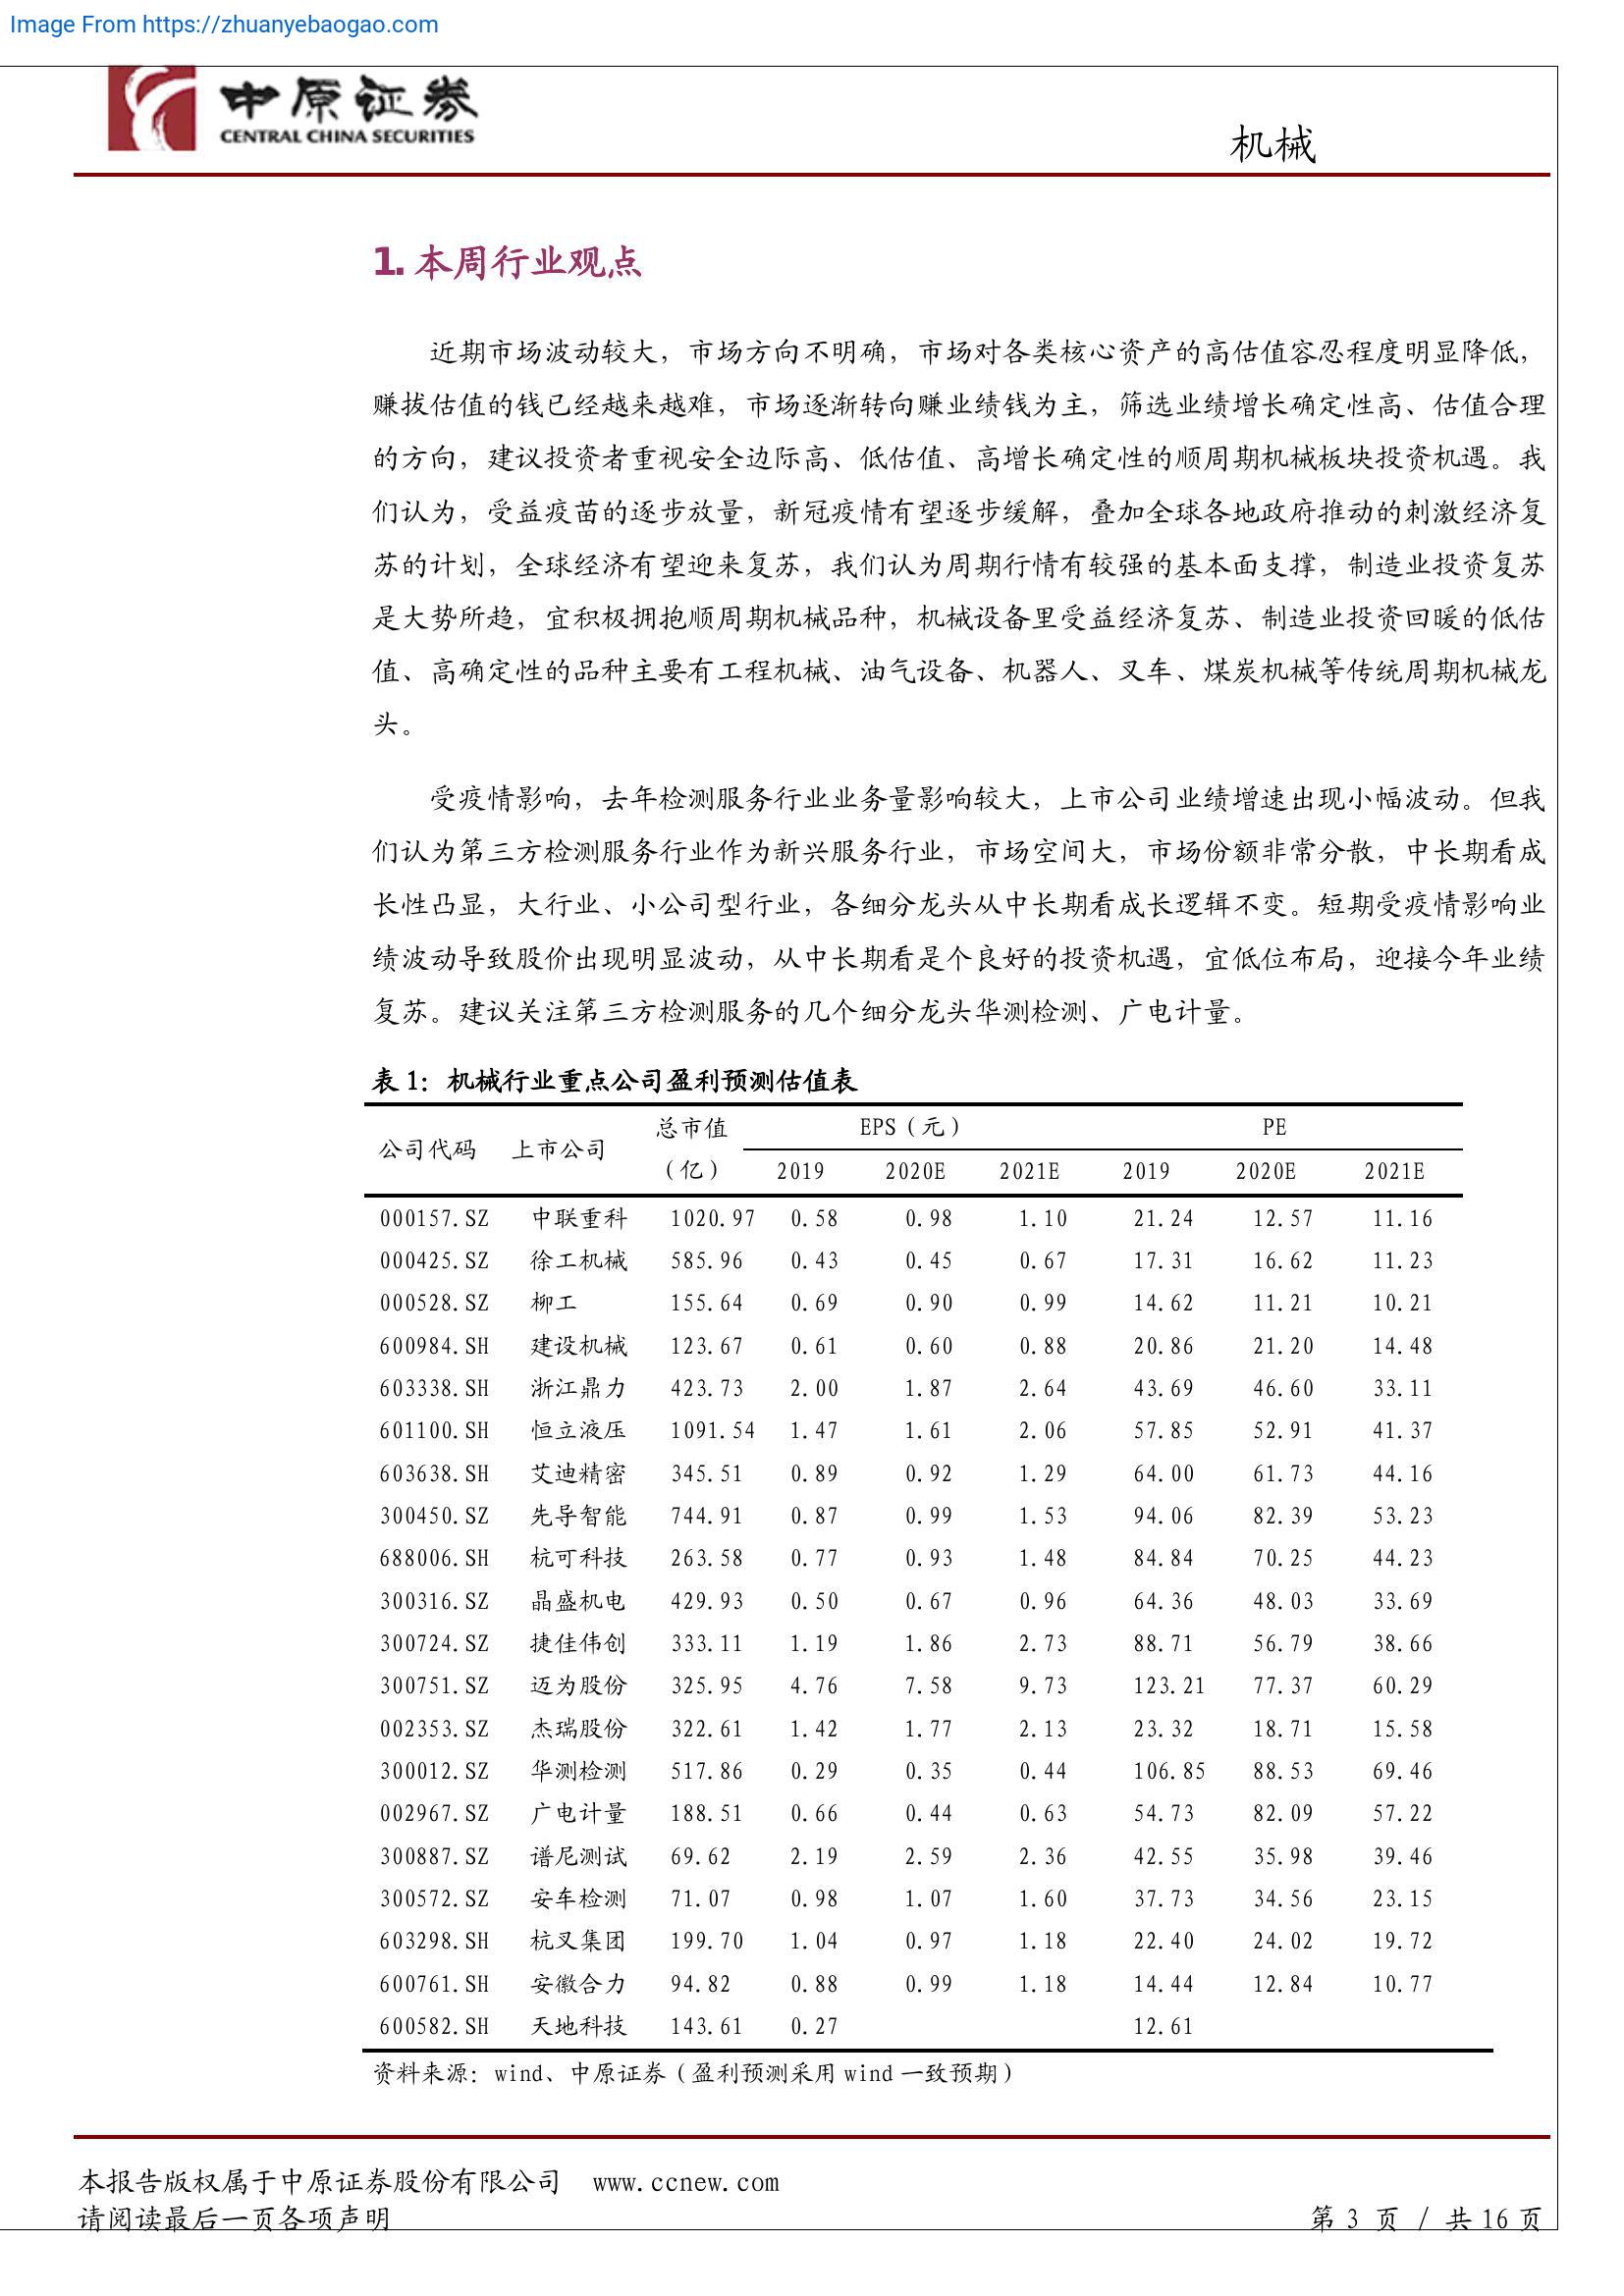 Image From https://zhuanyebaogao.com
中原证券
CENTRAL CHINA SECURITIES
机械
1. 本周行业观点
近期市场波动较大，市场方向不明确，市场对各类核心资产的高估值容忍程度明显降低，
赚拔估值的钱已经越来越难，市场逐渐转向赚业绩钱为主，筛选业绩增长确定性高、估值合理
的方向，建议投资者重视安全边际高、低估值、高增长确定性的顺周期机械板块投资机遇。我
们认为，受益疫苗的逐步放量，新冠疫情有望逐步缓解，叠加全球各地政府推动的刺激经济复
苏的计划，全球经济有望迎来复苏，我们认为周期行情有较强的基本面支撑，制造业投资复苏
是大势所趋，宜积极拥抱顺周期机械品种，机械设备里受益经济复苏、制造业投资回暖的低估
值、高确定性的品种主要有工程机械、油气设备、机器人、叉车、煤炭机械等传统周期机械龙
头。
受疫情影响，去年检测服务行业业务量影响较大，上市公司业绩增速出现小幅波动。但我
们认为第三方检测服务行业作为新兴服务行业，市场空间大，市场份额非常分散，中长期看成
长性凸显，大行业、小公司型行业，各细分龙头从中长期看成长逻辑不变。短期受疫情影响业
绩波动导致股价出现明显波动，从中长期看是个良好的投资机遇，宜低位布局，迎接今年业绩
复苏。建议关注第三方检测服务的几个细分龙头华测检测、广电计量。
表 1：机械行业重点公司盈利预测估值表
公司代码 上市公司 总市值（亿） EPS（元） PE
2019 2020E 2021E 2019 2020E 2021E
000157.SZ 中联重科 1020.97 0.58 0.98 1.10 21.24 12.57 11.16
000425.SZ 徐工机械 585.96 0.43 0.45 0.67 17.31 16.62 11.23
000528.SZ 柳工 155.64 0.69 0.90 0.99 14.62 11.21 10.21
600984.SH 建设机械 123.67 0.61 0.60 0.88 20.86 21.20 14.48
603338.SH 浙江鼎力 423.73 2.00 1.87 2.64 43.69 46.60 33.11
601100.SH 恒立液压 1091.54 1.47 1.61 2.06 57.85 52.91 41.37
603638.SH 艾迪精密 345.51 0.89 0.92 1.29 64.00 61.73 44.16
300450.SZ 先导智能 744.91 0.87 0.99 1.53 94.06 82.39 53.23
688006.SH 杭可科技 263.58 0.77 0.93 1.48 84.84 70.25 44.23
300316.SZ 晶盛机电 429.93 0.50 0.67 0.96 64.36 48.03 33.69
300724.SZ 捷佳伟创 333.11 1.19 1.86 2.73 88.71 56.79 38.66
300751.SZ 迈为股份 325.95 4.76 7.58 9.73 123.21 77.37 60.29
002353.SZ 杰瑞股份 322.61 1.42 1.77 2.13 23.32 18.71 15.58
300012.SZ 华测检测 517.86 0.29 0.35 0.44 106.85 88.53 69.46
002967.SZ 广电计量 188.51 0.66 0.44 0.63 54.73 82.09 57.22
300887.SZ 谱尼测试 69.62 2.19 2.59 2.36 42.55 35.98 39.46
300572.SZ 安车检测 71.07 0.98 1.07 1.60 37.73 34.56 23.15
603298.SH 杭叉集团 199.70 1.04 0.97 1.18 22.40 24.02 19.72
600761.SH 安徽合力 94.82 0.88 0.99 1.18 14.44 12.84 10.77
600582.SH 天地科技 143.61 0.27 12.61
资料来源：wind、中原证券（盈利预测采用 wind 一致预期）
本报告版权属于中原证券股份有限公司 www.ccnew.com
请阅读最后一页各项声明
第 3 页 / 共 16 页